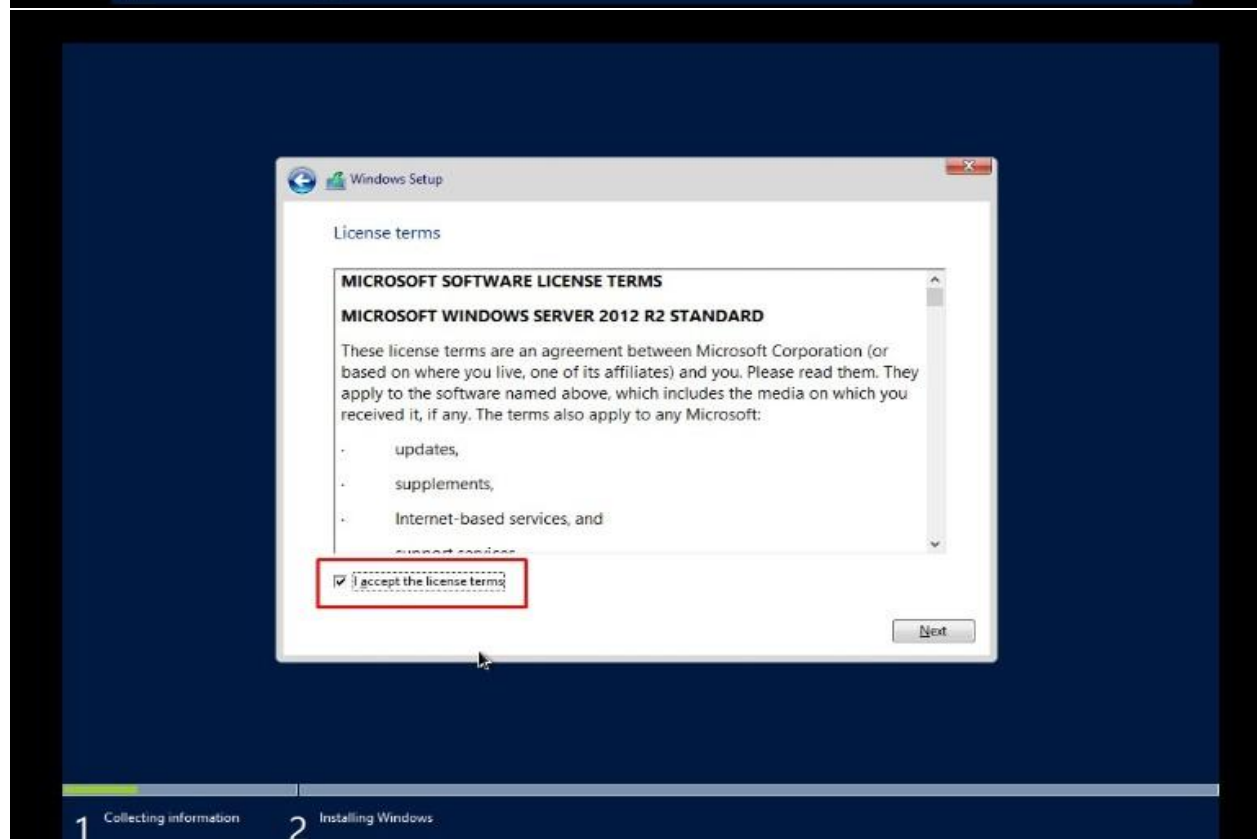 Windows Setup
License terms
MICROSOFT SOFTWARE LICENSE TERMS
MICROSOFT WINDOWS SERVER 2012 R2 STANDARD
These license terms are an agreement between Microsoft Corporation (or
based on where you live, one of its affiliates) and you. Please read them. They
apply to the software named above, which includes the media on which you
received it, if any. The terms also apply to any Microsoft:
· updates,
· supplements,
· Internet-based services, and
support services
I accept the license terms
Next
1 Collecting information
2 Installing Windows